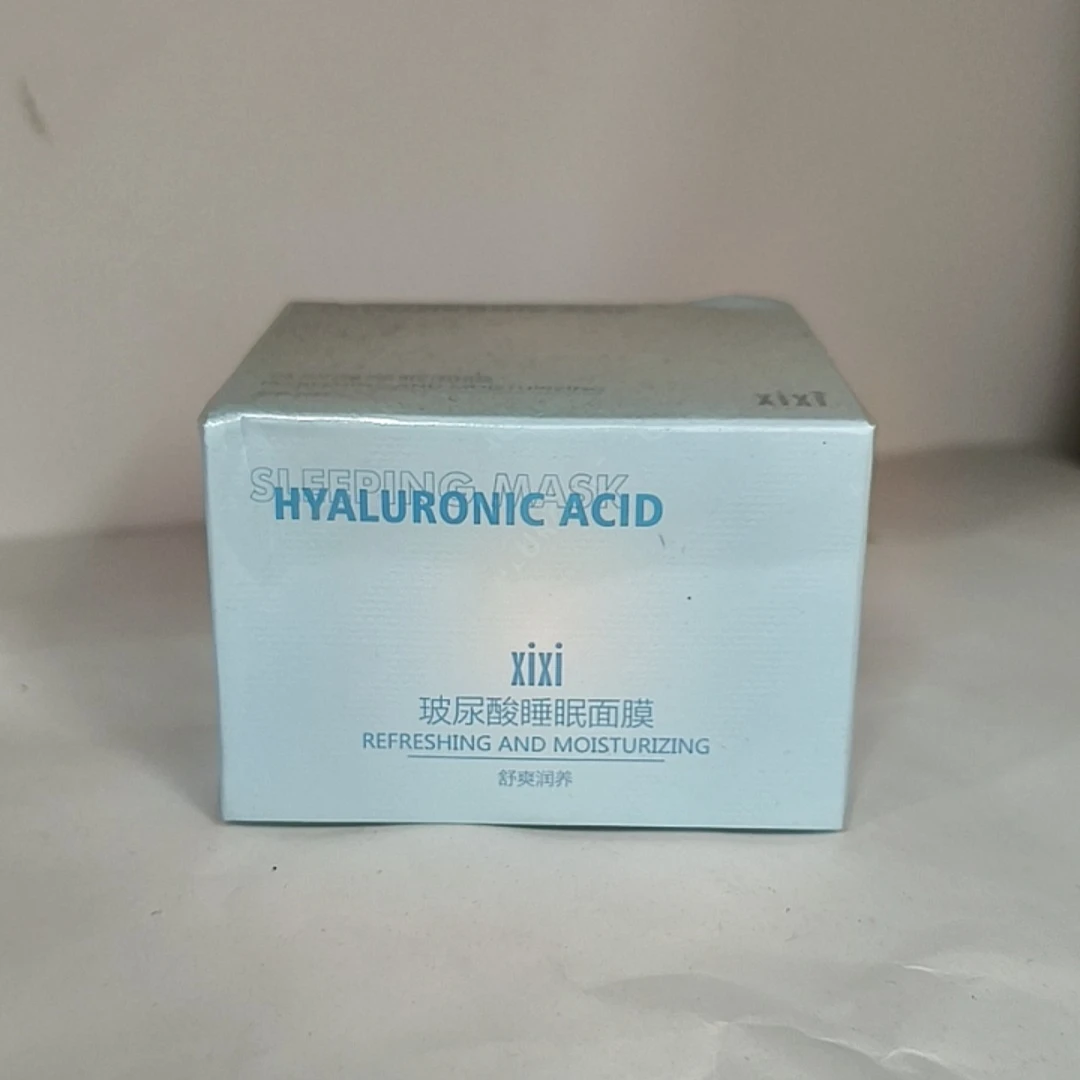 xixi
SLEEPING MASK
HYALURONIC ACID
xixi
玻尿酸睡眠面膜
REFRESHING AND MOISTURIZING
舒爽润养